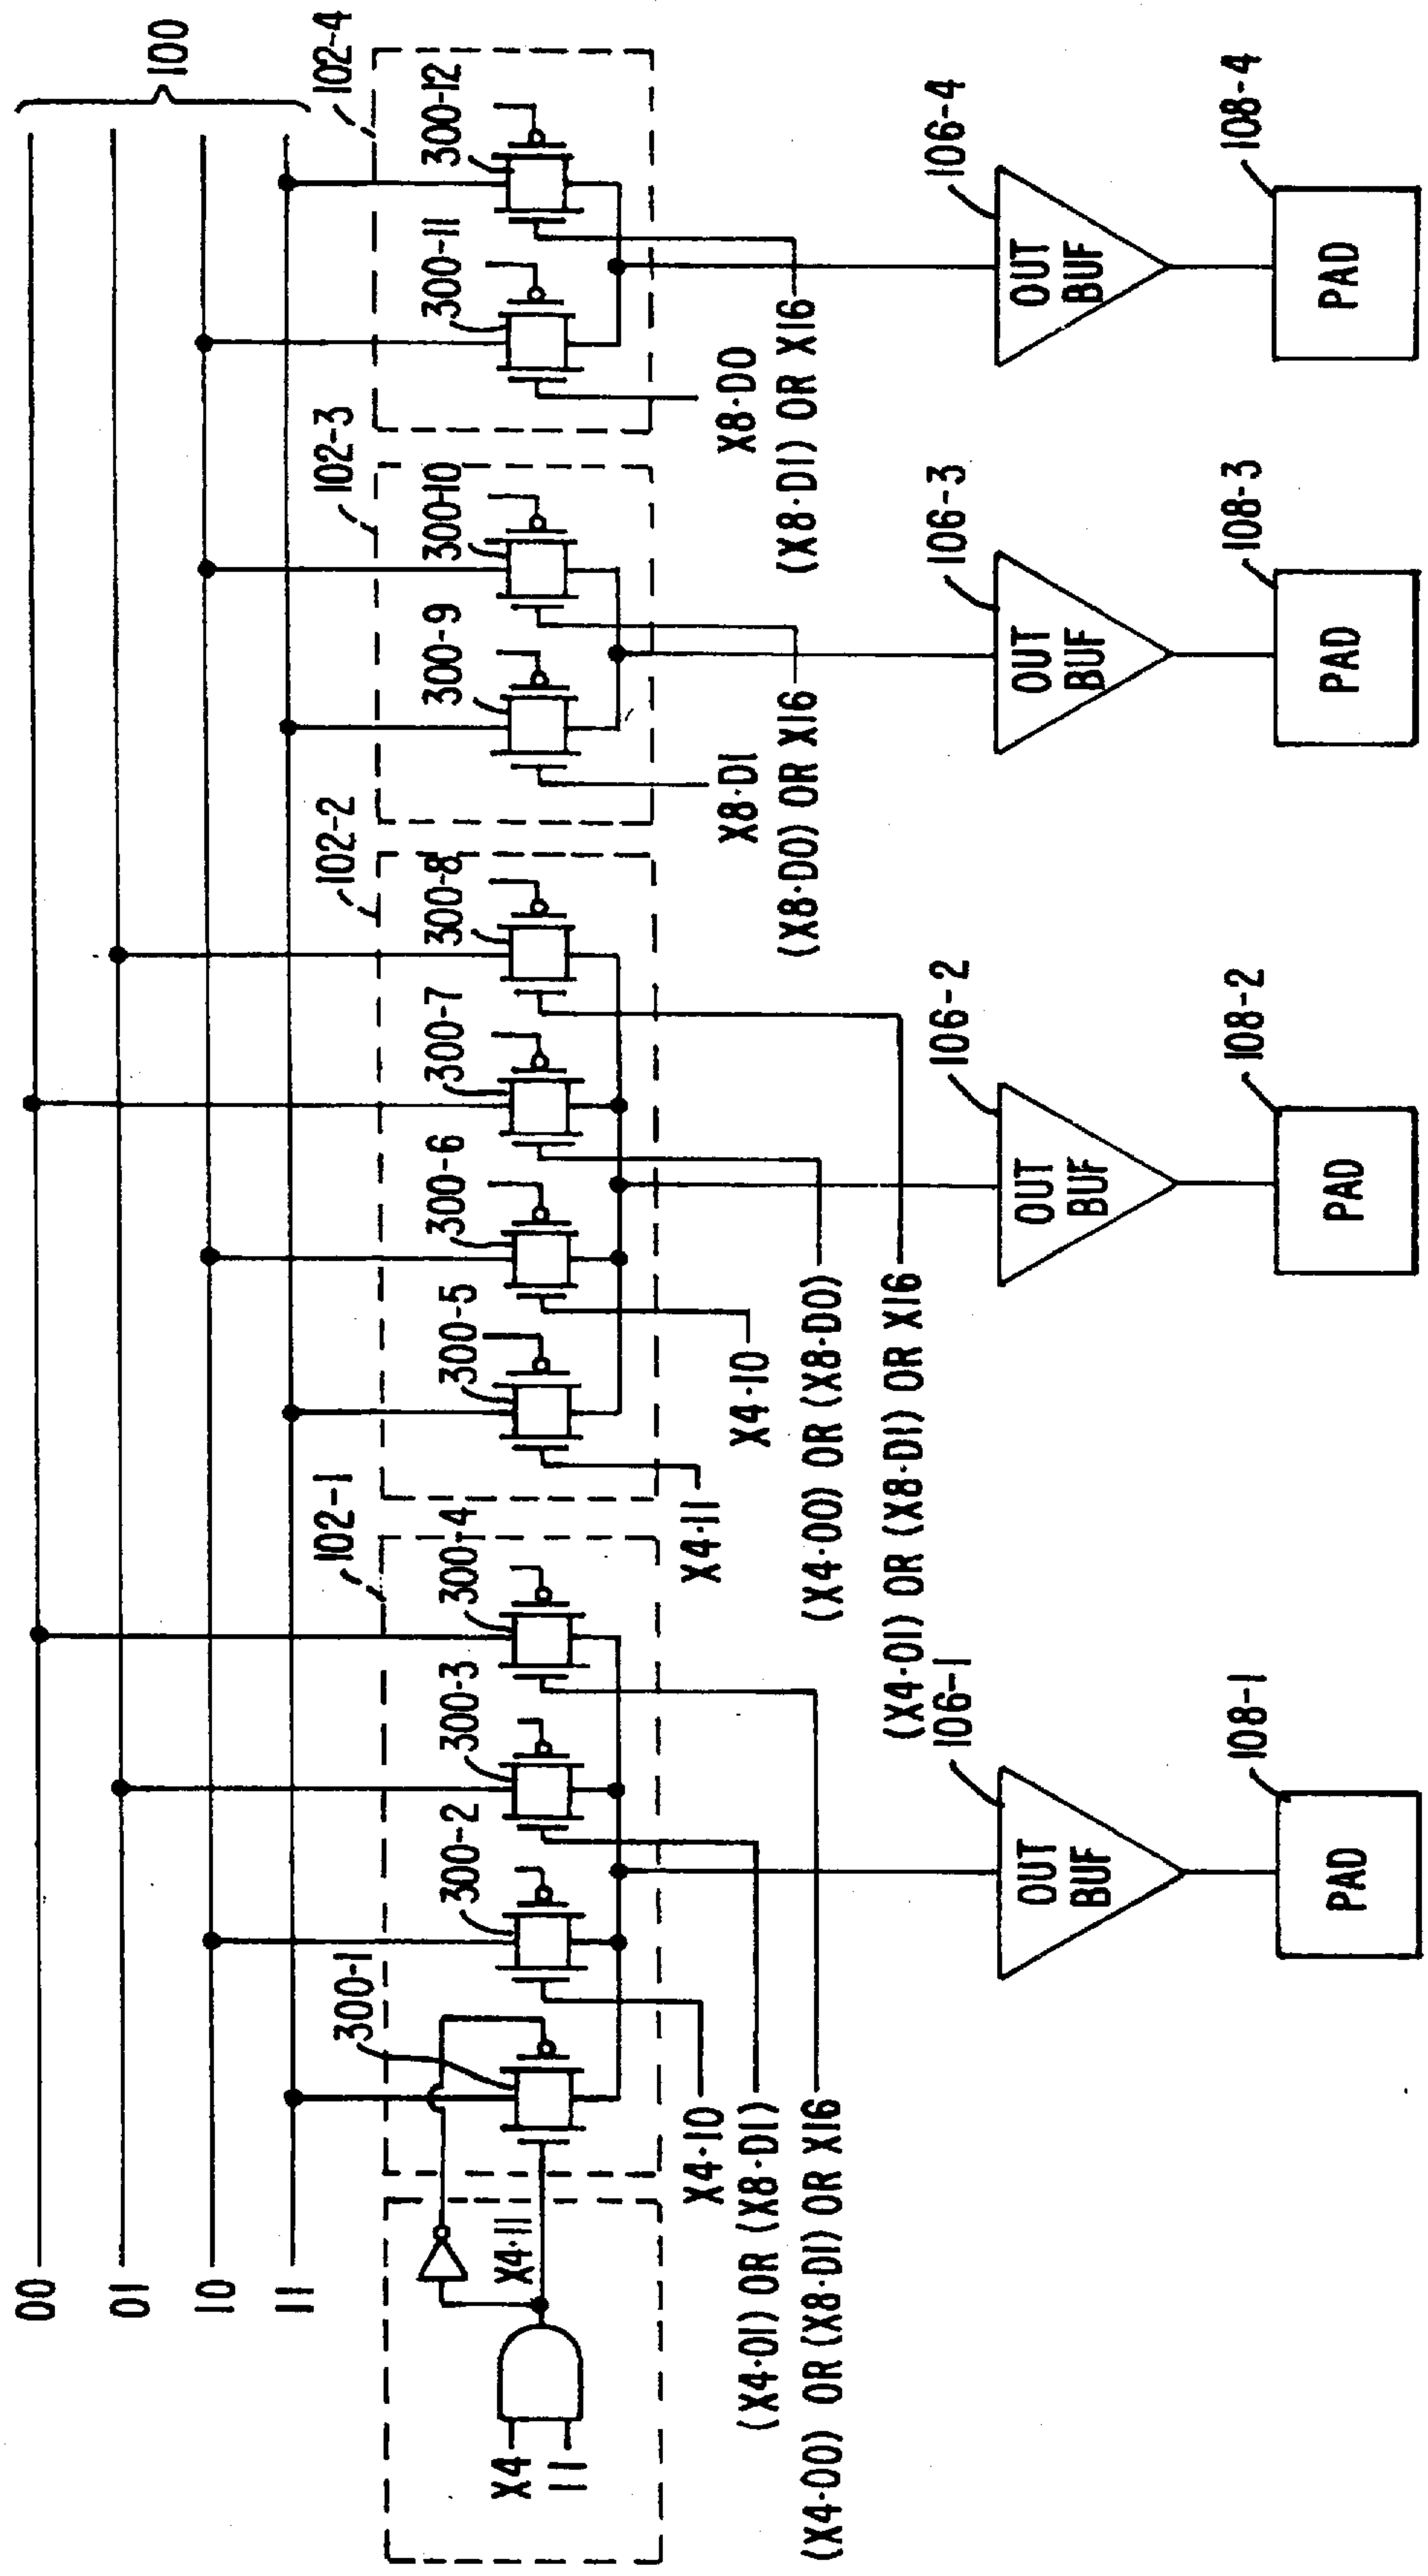 00
01
10
11
100
102-1
102-2
102-3
102-4
300-1
300-2
300-3
300-4
300-5
300-6
300-7
300-8
300-9
300-10
300-11
300-12
X4
11
X4·11
X4·10
(X4·01) OR (X8·D1)
(X4·00) OR (X8·D1) OR X16
X4·11
X4·10
(X4·00) OR (X8·D0)
(X4·01) OR (X8·D1) OR X16
X8·D1
(X8·D0) OR X16
X8·D0
(X8·D1) OR X16
106-1
106-2
106-3
106-4
OUT
BUF
OUT
BUF
OUT
BUF
OUT
BUF
108-1
108-2
108-3
108-4
PAD
PAD
PAD
PAD